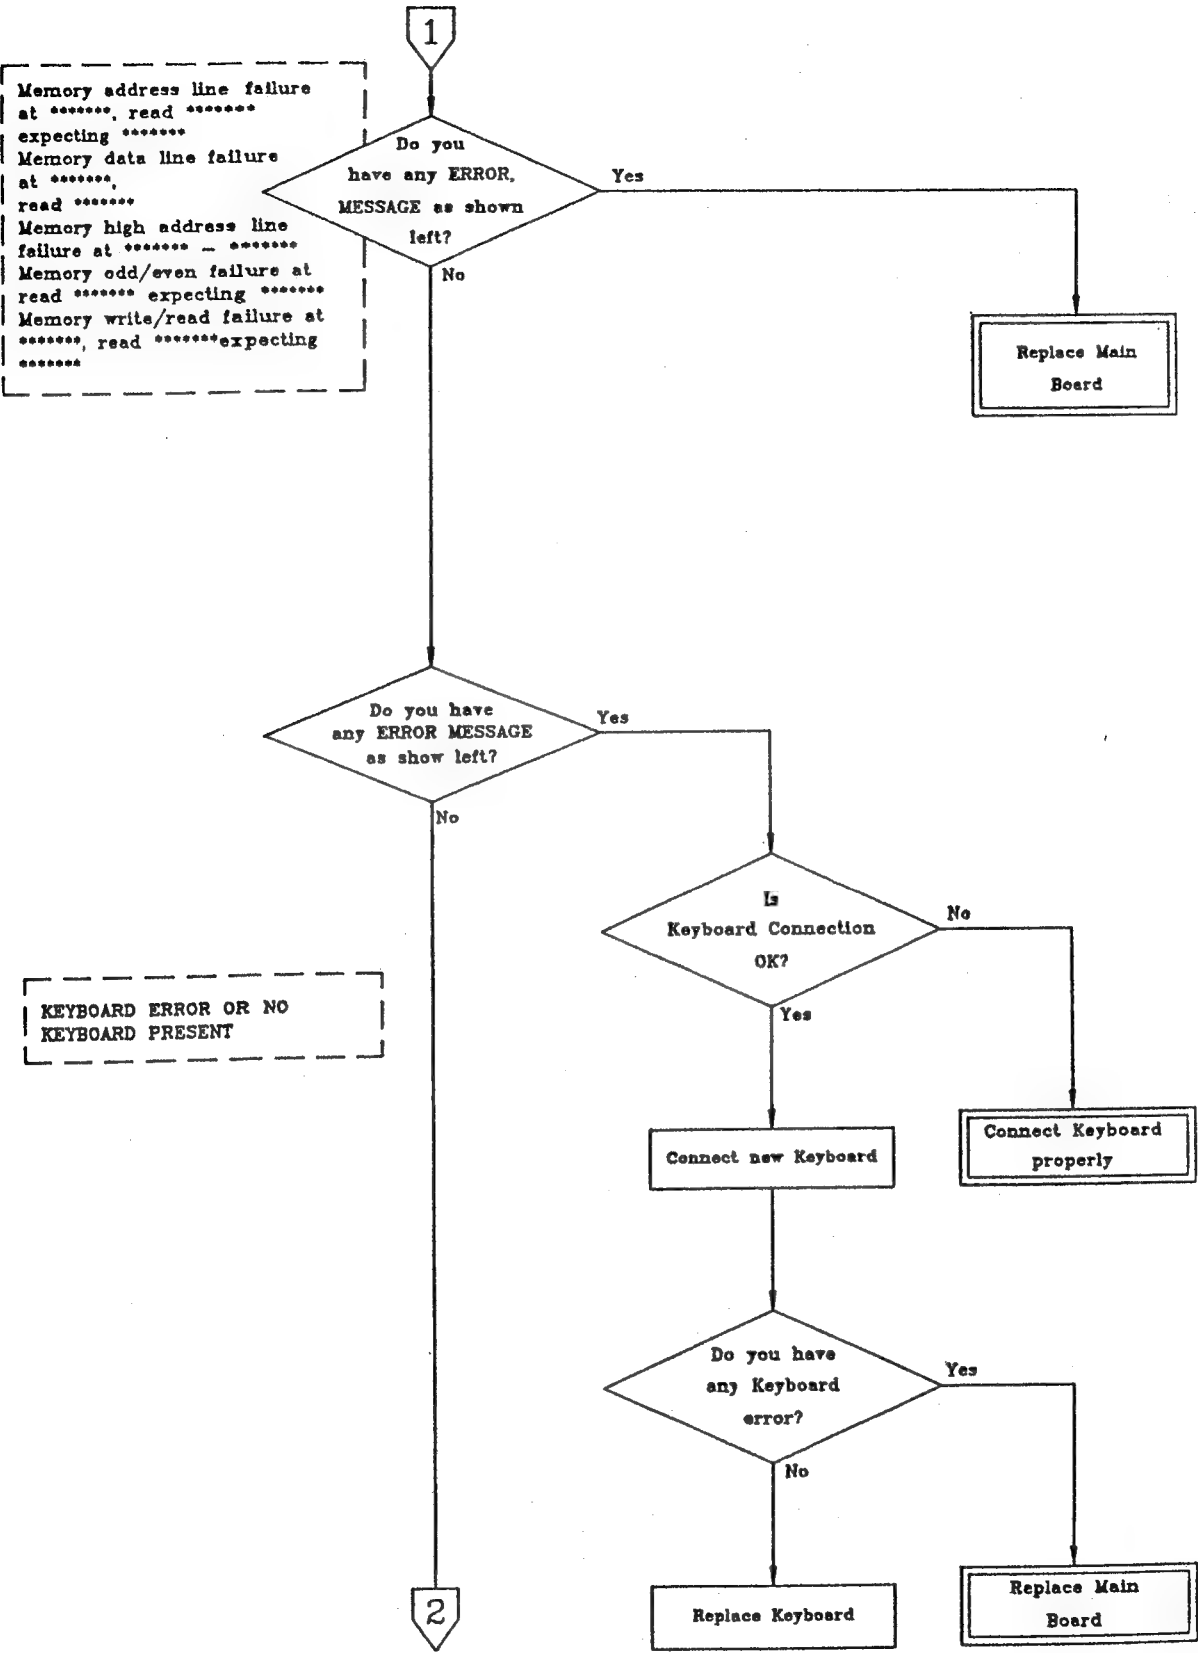 1
Memory address line failure
at *******, read *******
expecting *******
Memory data line failure
at *******,
read *******
Memory high address line
failure at ******* - *******
Memory odd/even failure at
read ******* expecting *******
Memory write/read failure at
*******, read *******expecting
*******
Do you
have any ERROR,
MESSAGE as shown
left?
Yes
No
Replace Main
Board
Do you have
any ERROR MESSAGE
as show left?
Yes
No
Is
Keyboard Connection
OK?
No
Yes
KEYBOARD ERROR OR NO
KEYBOARD PRESENT
Connect new Keyboard
Connect Keyboard
properly
Do you have
any Keyboard
error?
Yes
No
2
Replace Keyboard
Replace Main
Board